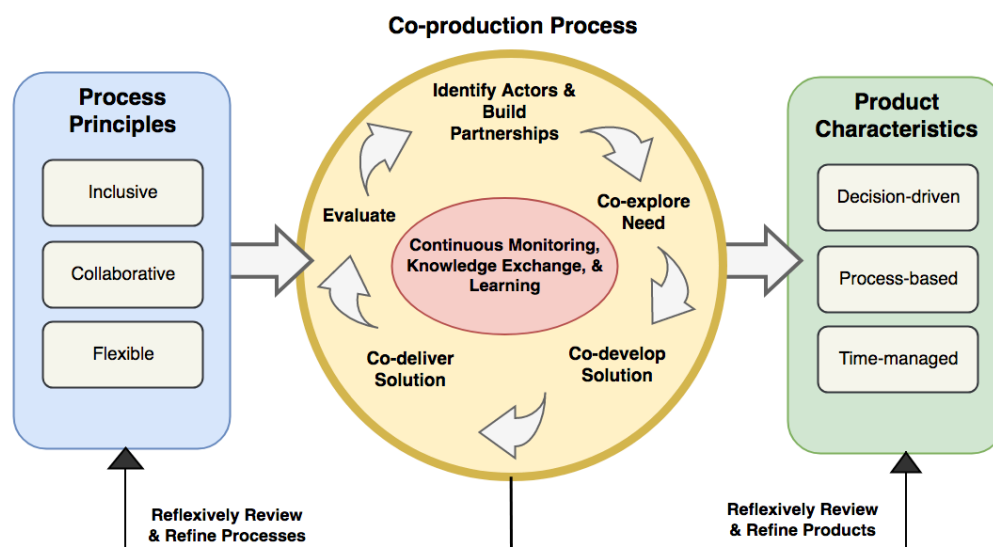 Co-production Process
Process
Principles
Inclusive
Collaborative
Flexible
Identify Actors &
Build
Partnerships
Co-explore
Need
Co-develop
Solution
Co-deliver
Solution
Evaluate
Continuous Monitoring,
Knowledge Exchange, &
Learning
Product
Characteristics
Decision-driven
Process-based
Time-managed
Reflexively Review
& Refine Processes
Reflexively Review
& Refine Products